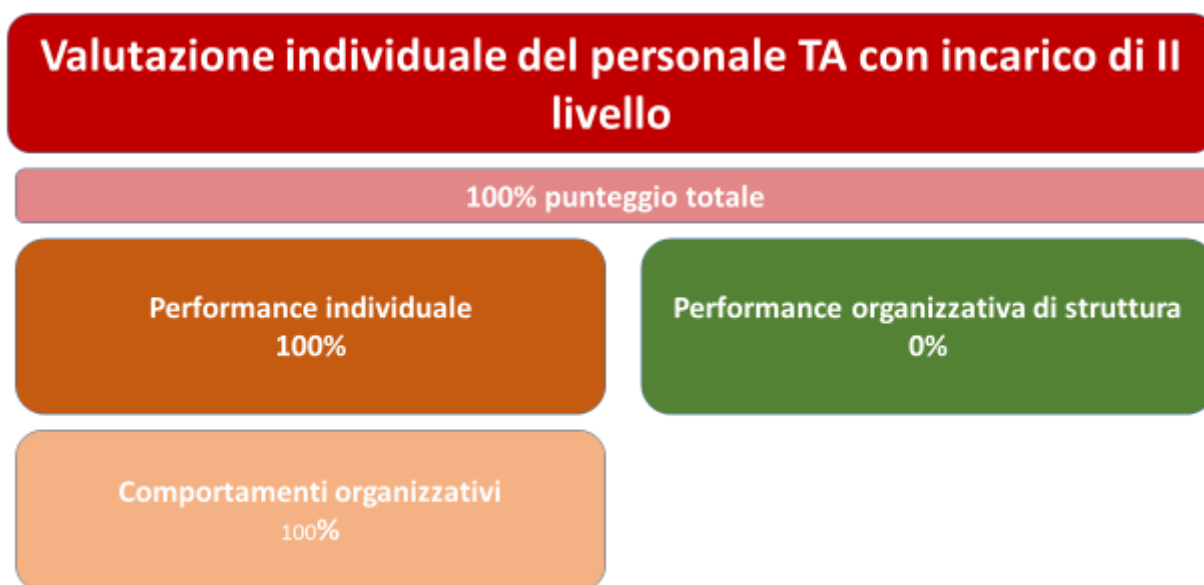 Valutazione individuale del personale TA con incarico di II
livello
100% punteggio totale
Performance individuale
100%
Performance organizzativa di struttura
0%
Comportamenti organizzativi
100%